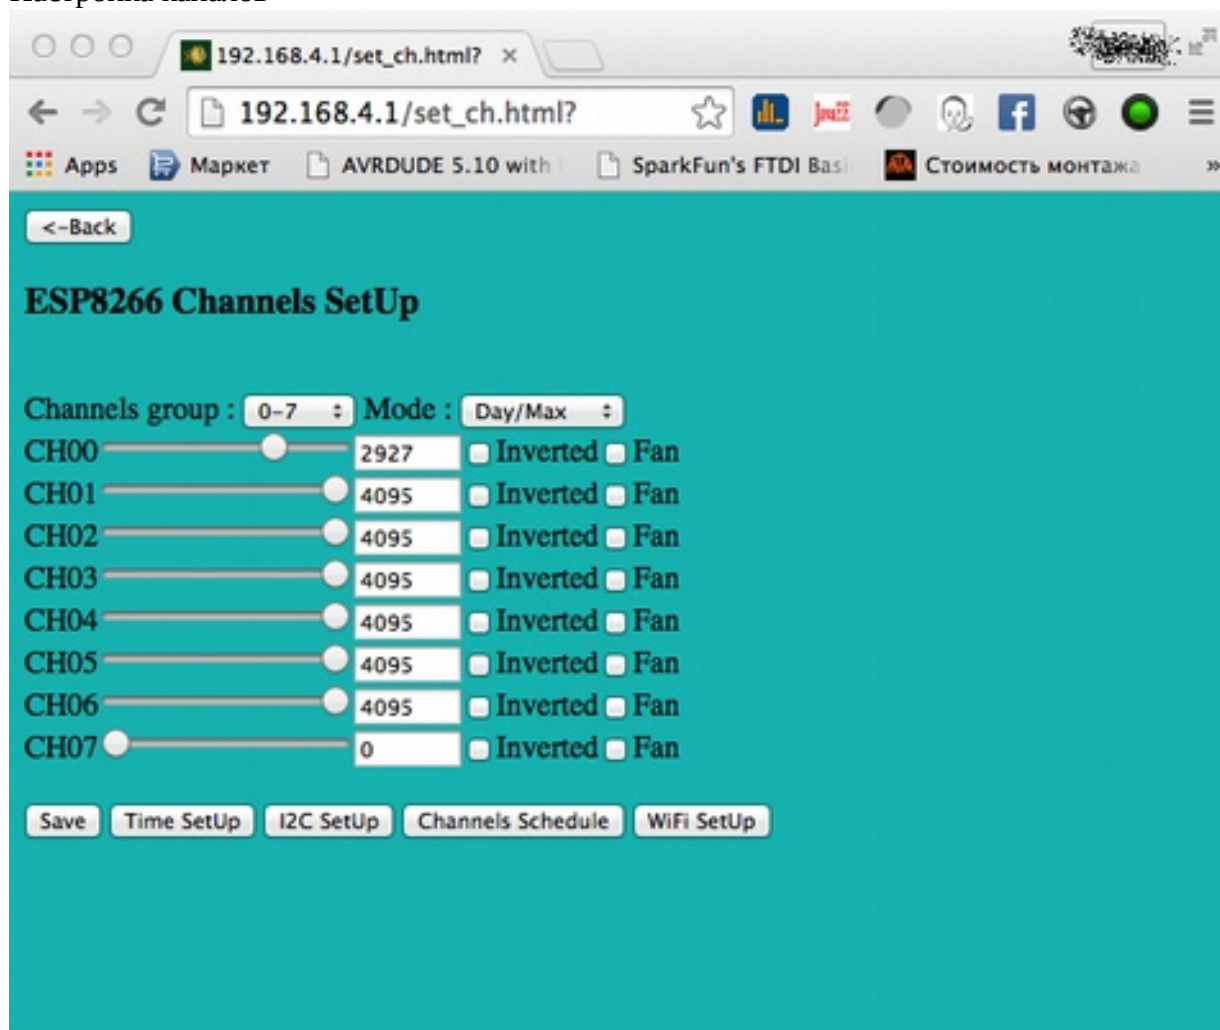 192.168.4.1/set_ch.html? ×
192.168.4.1/set_ch.html?
Apps Маркет AVRDUDE 5.10 with SparkFun's FTDI Basi Стоимость монтажа »
<-Back
ESP8266 Channels SetUp
Channels group : 0-7 Mode : Day/Max
CH00 2927 Inverted Fan
CH01 4095 Inverted Fan
CH02 4095 Inverted Fan
CH03 4095 Inverted Fan
CH04 4095 Inverted Fan
CH05 4095 Inverted Fan
CH06 4095 Inverted Fan
CH07 0 Inverted Fan
Save Time SetUp I2C SetUp Channels Schedule WiFi SetUp